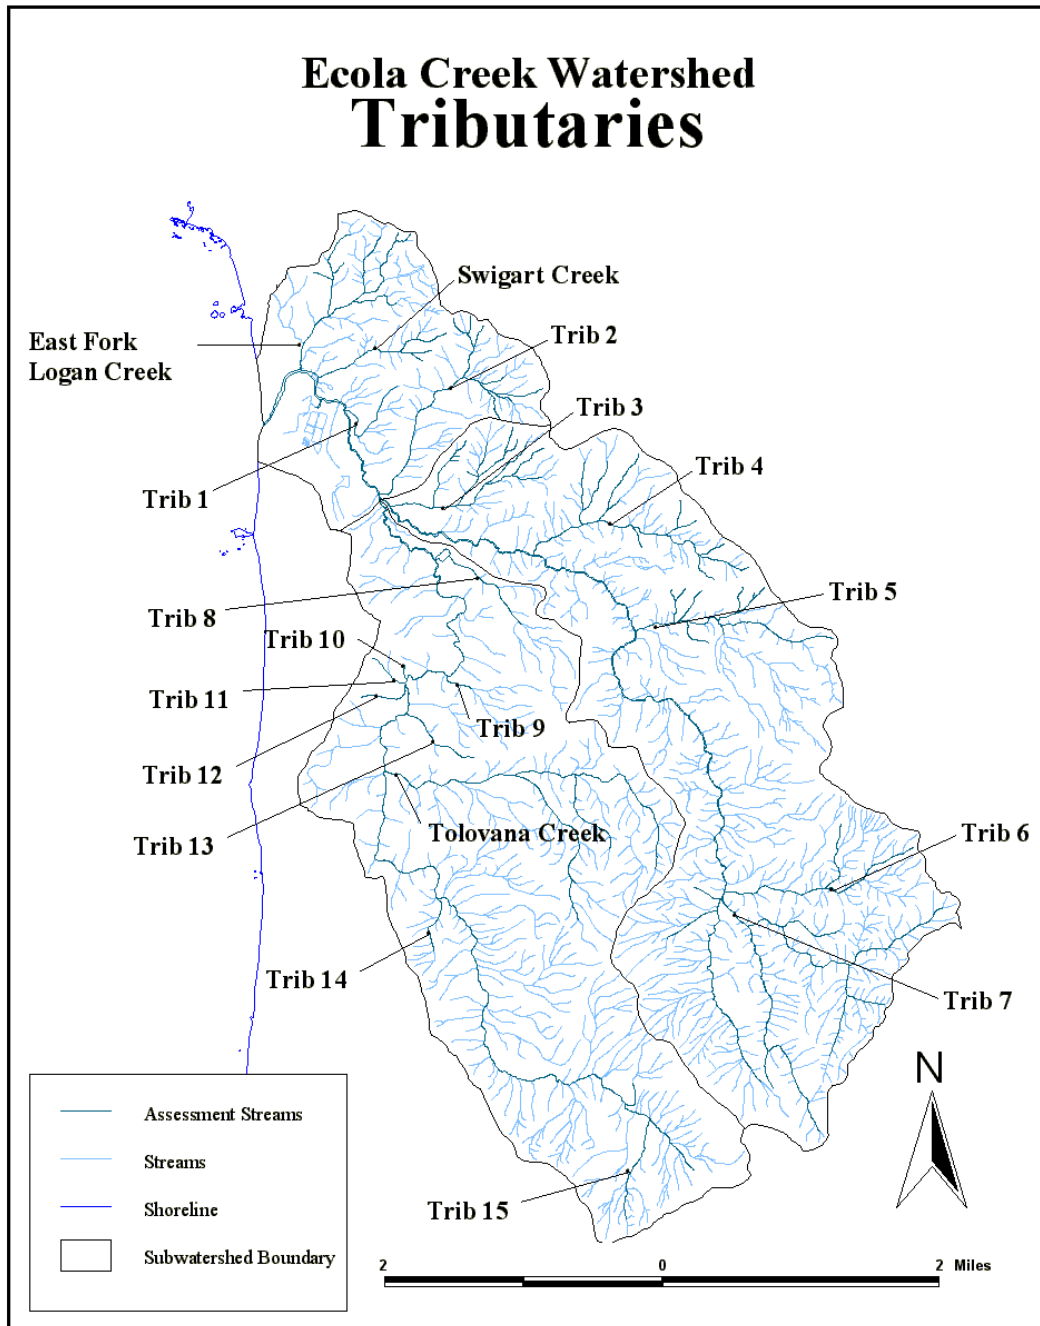 Ecola Creek Watershed
Tributaries
Swigart Creek
East Fork
Logan Creek
Trib 2
Trib 3
Trib 4
Trib 1
Trib 5
Trib 8
Trib 10
Trib 11
Trib 9
Trib 12
Tolovana Creek
Trib 13
Trib 6
Trib 14
Trib 7
N
Assessment Streams
Streams
Shoreline
Subwatershed Boundary
Trib 15
2 0 2 Miles